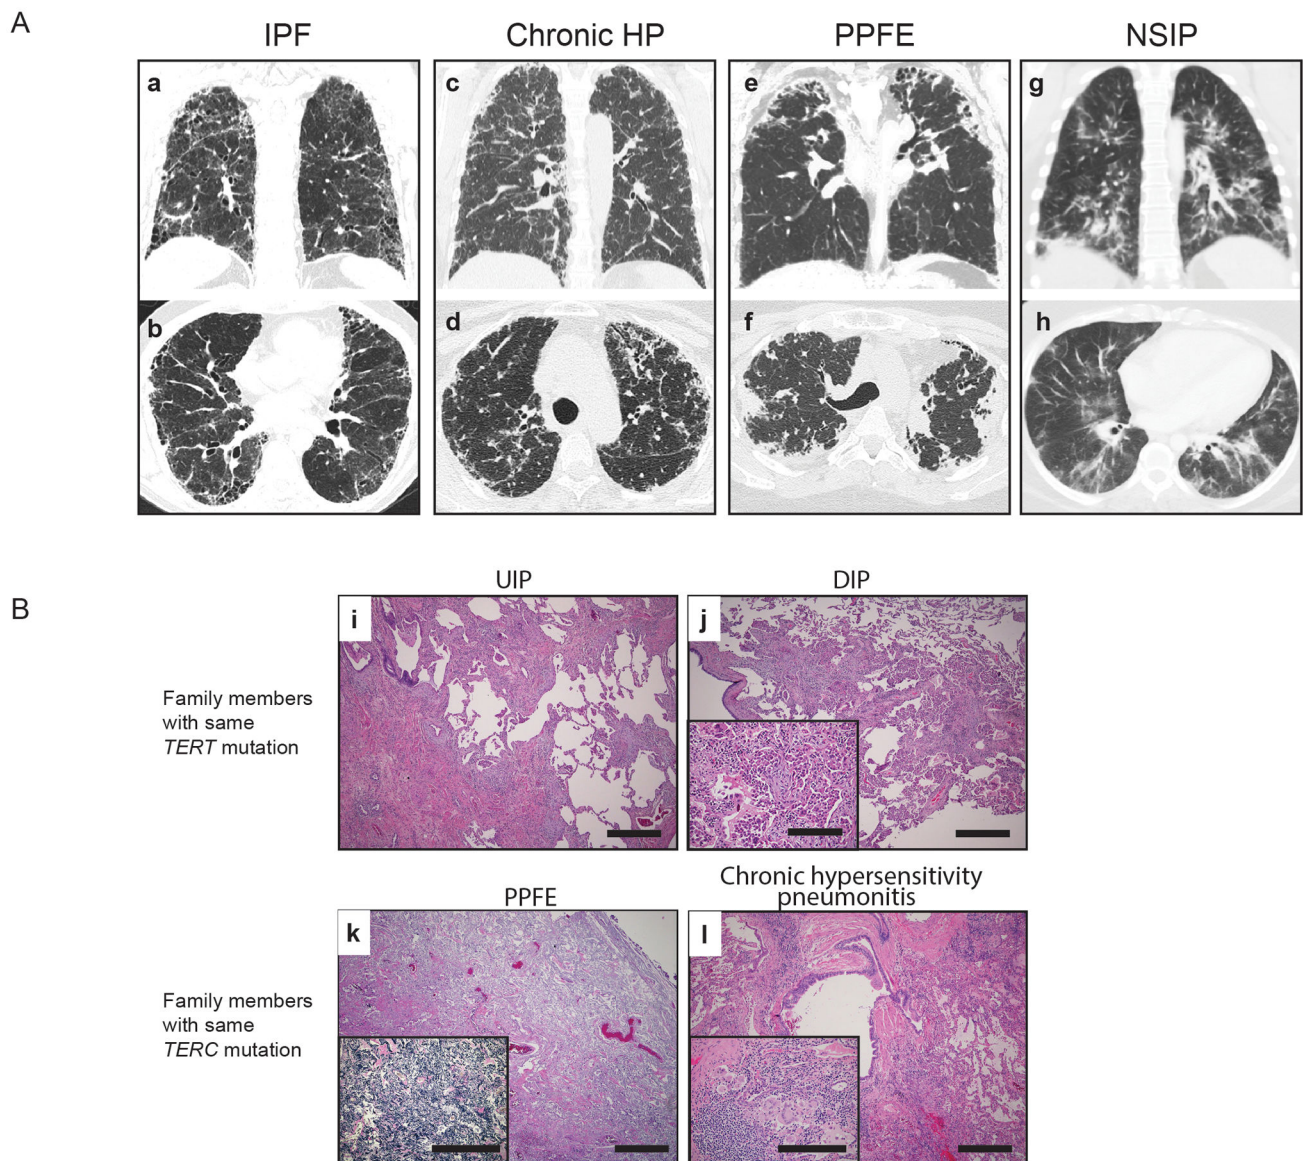 A
IPF
Chronic HP
PPFE
NSIP
a
c
e
g
b
d
f
h
B
UIP
DIP
i
j
Family members
with same
TERT mutation
PPFE
Chronic hypersensitivity
pneumonitis
k
l
Family members
with same
TERC mutation